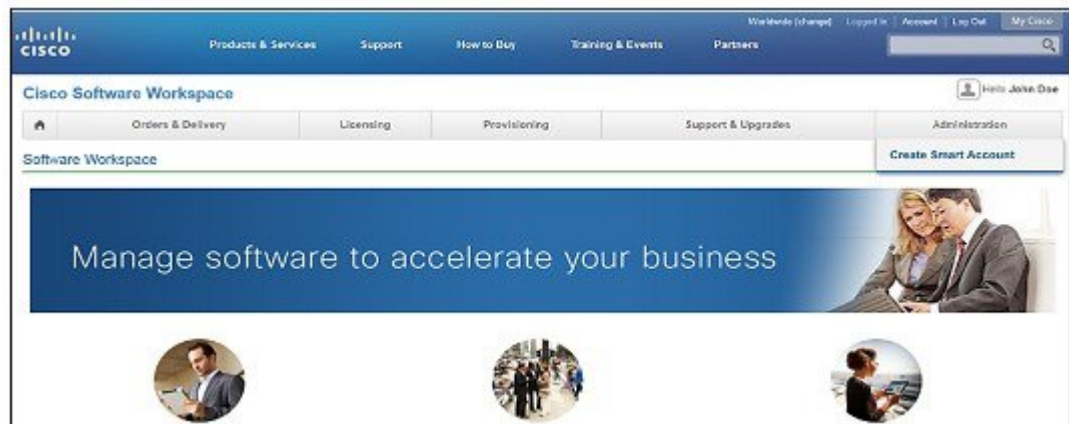 Worldwide [change] Logged In Account Log Out My Cisco
CISCO Products & Services Support How to Buy Training & Events Partners
Cisco Software Workspace
Hello John Doe
Orders & Delivery Licensing Provisioning Support & Upgrades Administration
Software Workspace
Create Smart Account
Manage software to accelerate your business